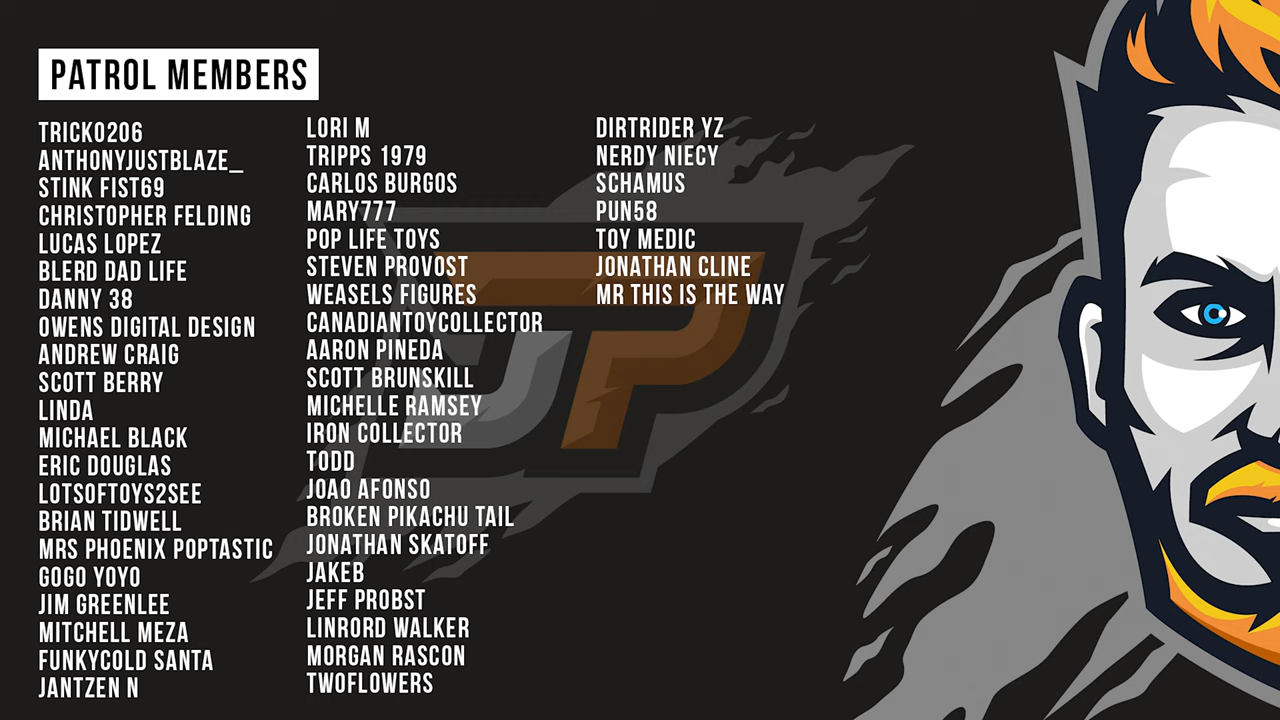 PATROL MEMBERS
TRICKO206
ANTHONYJUSTBLAZE_
STINK FIST69
CHRISTOPHER FELDING
LUCAS LOPEZ
BLERD DAD LIFE
DANNY 38
OWENS DIGITAL DESIGN
ANDREW CRAIG
SCOTT BERRY
LINDA
MICHAEL BLACK
ERIC DOUGLAS
LOTSOFTOYS2SEE
BRIAN TIDWELL
MRS PHOENIX POPTASTIC
GOGO YOYO
JIM GREENLEE
MITCHELL MEZA
FUNKYCOLD SANTA
JANTZEN N
LORI M
TRIPPS 1979
CARLOS BURGOS
MARY777
POP LIFE TOYS
STEVEN PROVOST
WEASELS FIGURES
CANADIANTOYCOLLECTOR
AARON PINEDA
SCOTT BRUNSKILL
MICHELLE RAMSEY
IRON COLLECTOR
TODD
JOAO AFONSO
BROKEN PIKACHU TAIL
JONATHAN SKATOFF
JAKEB
JEFF PROBST
LINRORD WALKER
MORGAN RASCON
TWOFLOWERS
DIRTRIDER YZ
NERDY NIECY
SCHAMUS
PUN58
TOY MEDIC
JONATHAN CLINE
MR THIS IS THE WAY
JP